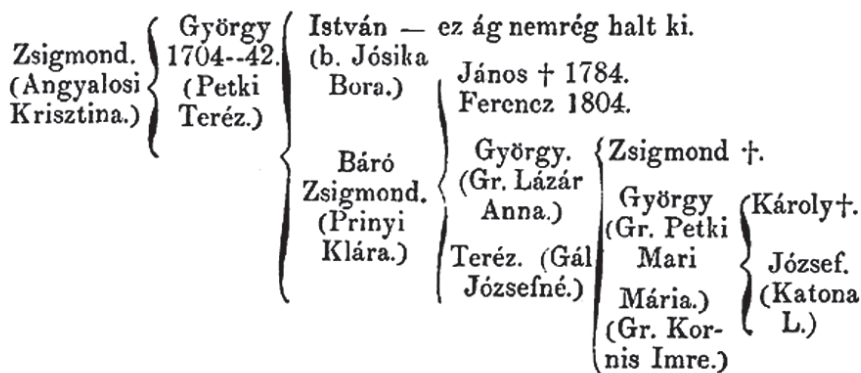 Zsigmond.
(Angyalosi
Krisztina.)
György
1704--42.
(Petki
Teréz.)
István — ez ág nemrég halt ki.
(b. Jósika
Bora.)
Báró
Zsigmond.
(Prinyi
Klára.)
János † 1784.
Ferencz 1804.
György.
(Gr. Lázár
Anna.)
Teréz. (Gál
Józsefné.)
Zsigmond †.
György
(Gr. Petki
Mari
Mária.)
(Gr. Kor-
nis Imre.)
Károly†.
József.
(Katona
L.)